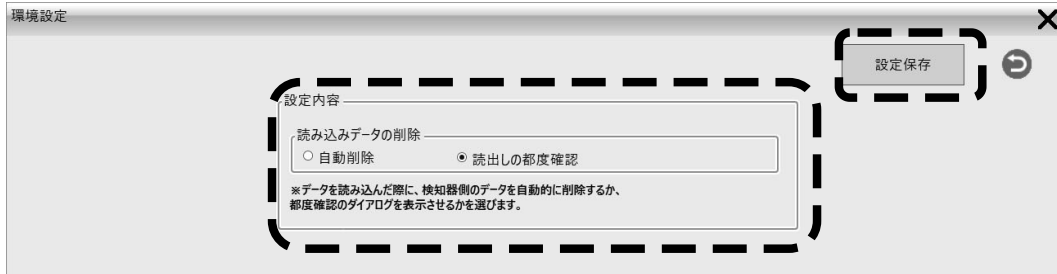 環境設定
設定保存
設定内容
読み込みデータの削除
自動削除
読出しの都度確認
※データを読み込んだ際に、検知器側のデータを自動的に削除するか、
都度確認のダイアログを表示させるかを選びます。